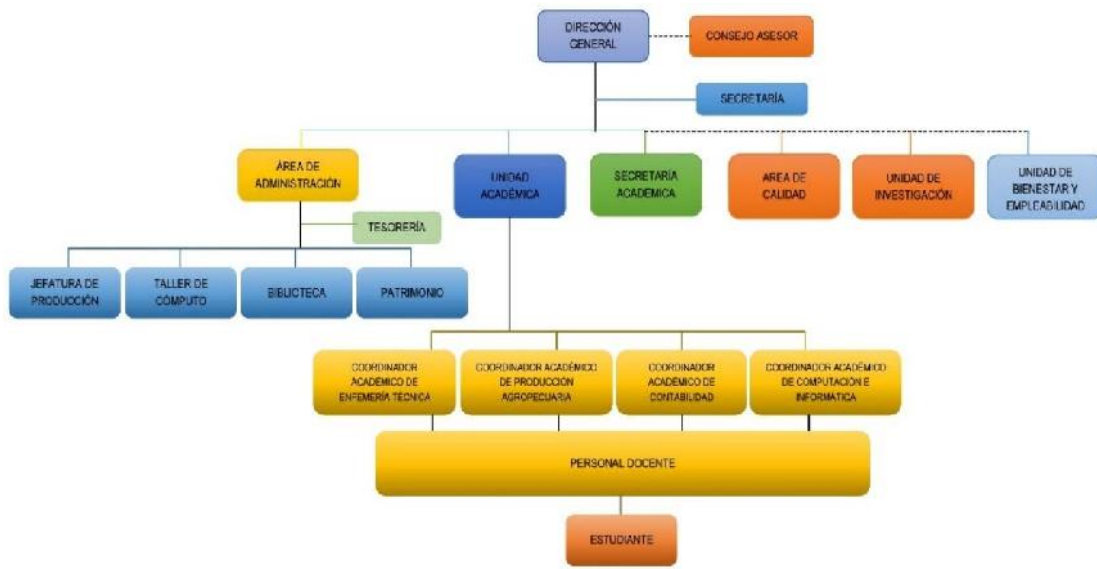 DIRECCIÓN
GENERAL
CONSEJO ASESOR
SECRETARÍA
ÁREA DE
ADMINISTRACIÓN
UNIDAD
ACADÉMICA
SECRETARÍA
ACADÉMICA
AREA DE
CALIDAD
UNIDAD DE
INVESTIGACIÓN
UNIDAD DE
BIENESTAR Y
EMPLEABILIDAD
TESORERÍA
JEFATURA DE
PRODUCCIÓN
TALLER DE
CÓMPUTO
BIBLIOTECA
PATRIMONIO
COORDINADOR
ACADÉMICO DE
ENFEMERÍA TÉCNICA
COORDINADOR ACADÉMICO
DE PRODUCCIÓN
AGROPECUARIA
COORDINADOR
ACADÉMICO DE
CONTABILIDAD
COORDINADOR ACADÉMICO
DE COMPUTACIÓN E
INFORMÁTICA
PERSONAL DOCENTE
ESTUDIANTE